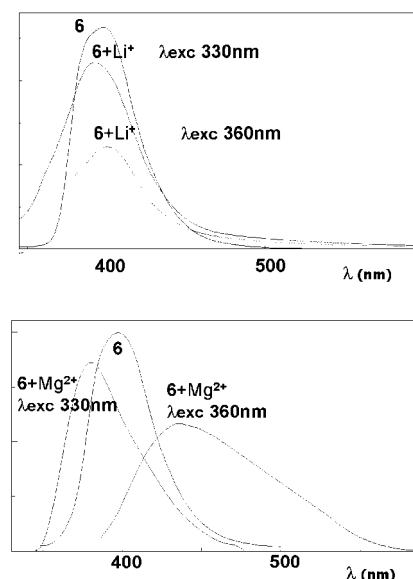 6
6+Li⁺ λexc 330nm
6+Li⁺ λexc 360nm
400 500
λ (nm)
6
6+Mg²⁺
λexc 330nm
6+Mg²⁺
λexc 360nm
400 500
λ (nm)